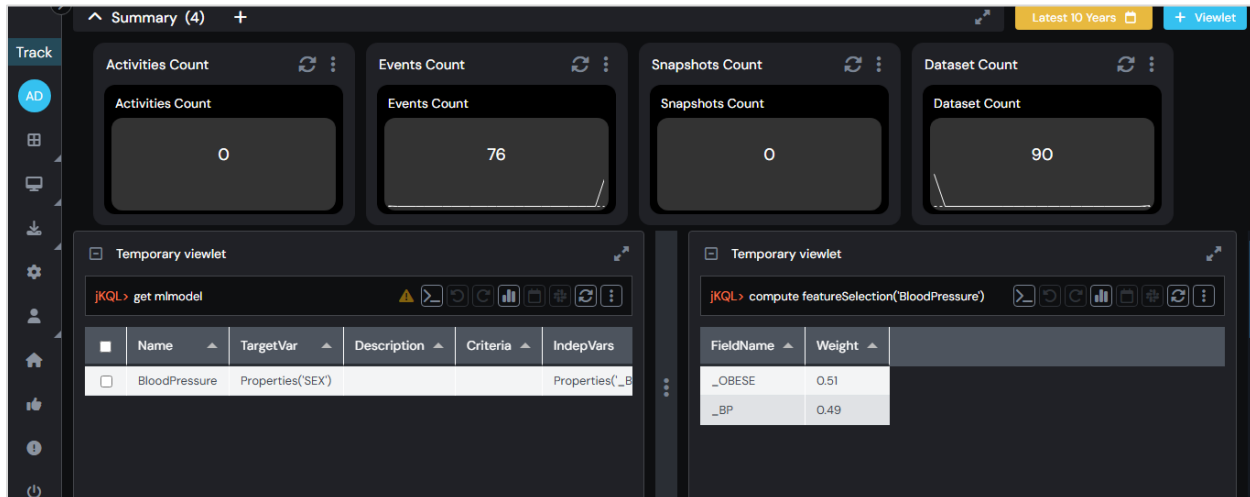 Summary (4) +
Latest 10 Years
+ Viewlet
Track
AD
Activities Count
Activities Count
0
Events Count
Events Count
76
Snapshots Count
Snapshots Count
0
Dataset Count
Dataset Count
90
Temporary viewlet
jKQL> get mlmodel
Name TargetVar Description Criteria IndepVars
BloodPressure Properties('SEX') Properties('_B
Temporary viewlet
jKQL> compute featureSelection('BloodPressure')
FieldName Weight
_OBESE 0.51
_BP 0.49